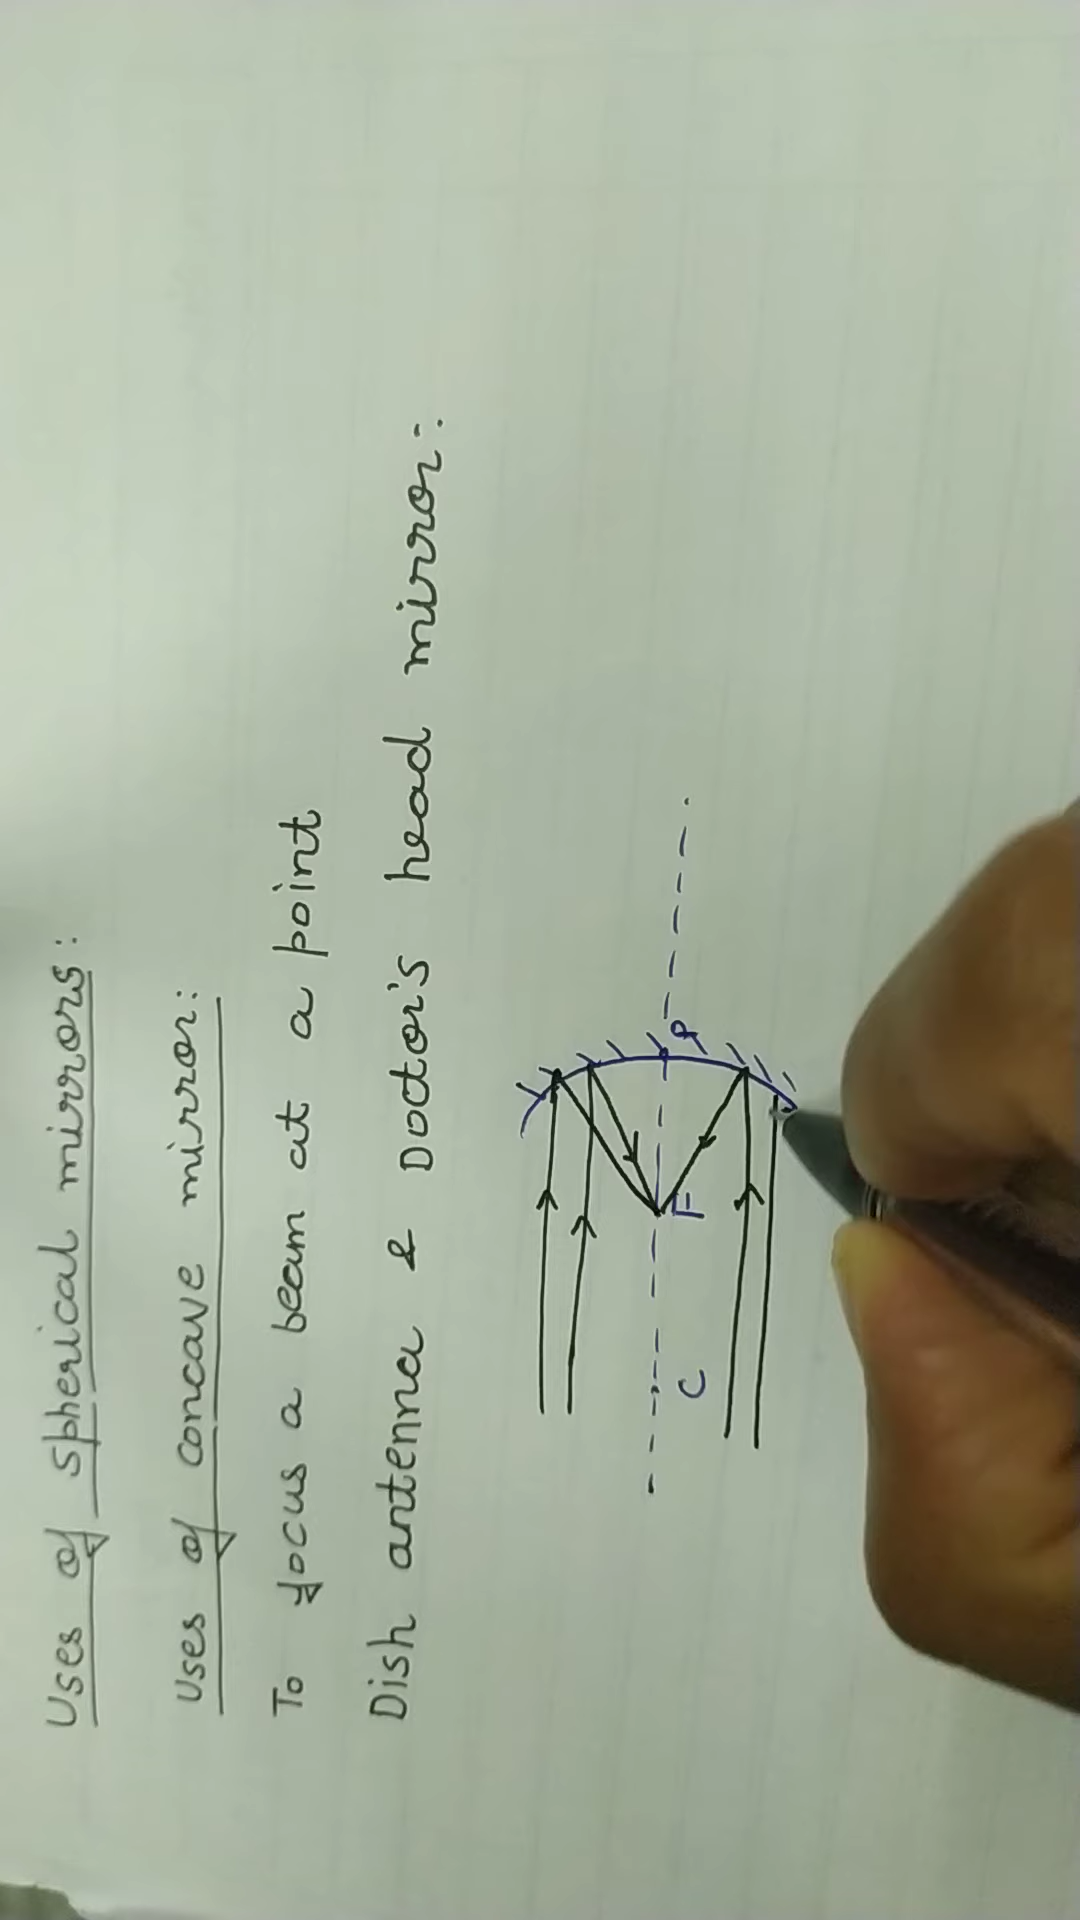 Uses of spherical mirrors:
Uses of concave mirror:
To focus a beam at a point
Dish antenna & Doctor's head mirror:
C F P